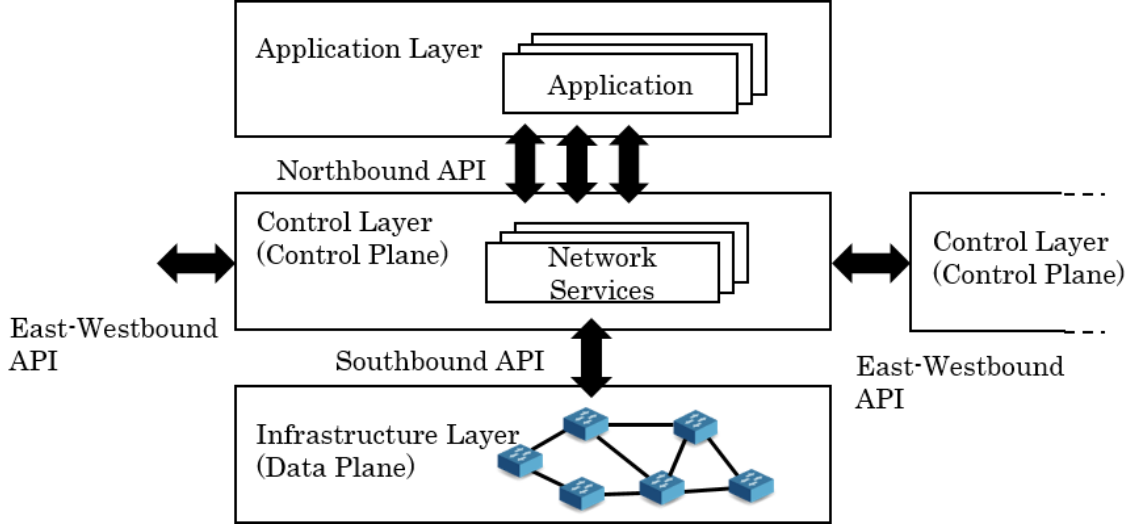 Application Layer
Application
Northbound API
Control Layer
(Control Plane)
Network
Services
Control Layer
(Control Plane)
East-Westbound
API
Southbound API
East-Westbound
API
Infrastructure Layer
(Data Plane)